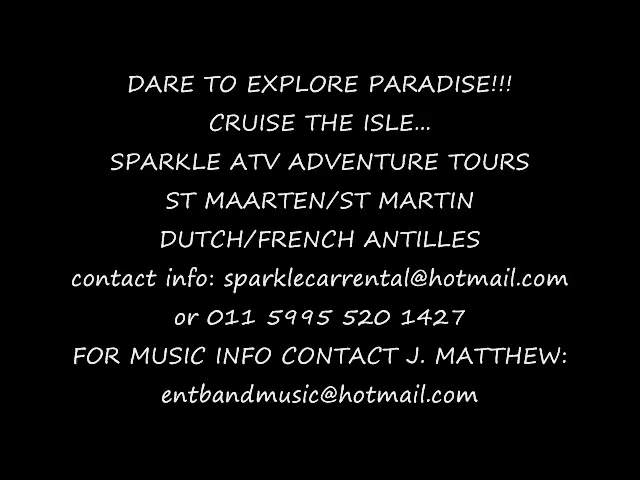 DARE TO EXPLORE PARADISE!!!
CRUISE THE ISLE...
SPARKLE ATV ADVENTURE TOURS
ST MAARTEN/ST MARTIN
DUTCH/FRENCH ANTILLES
contact info: sparklecarrental@hotmail.com
or 011 5995 520 1427
FOR MUSIC INFO CONTACT J. MATTHEW:
entbandmusic@hotmail.com